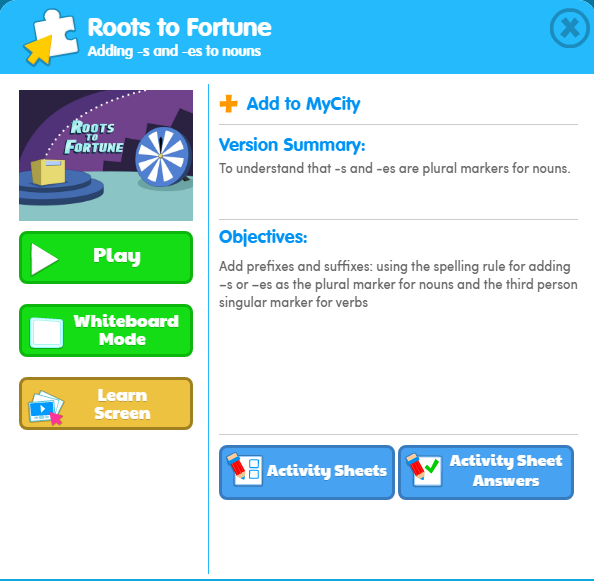 Roots to Fortune
Adding -s and -es to nouns
ROOTS
TO
FORTUNE
Play
Whiteboard
Mode
Learn
Screen
Add to MyCity
Version Summary:
To understand that -s and -es are plural markers for nouns.
Objectives:
Add prefixes and suffixes: using the spelling rule for adding
–s or –es as the plural marker for nouns and the third person
singular marker for verbs
Activity Sheets
Activity Sheet
Answers